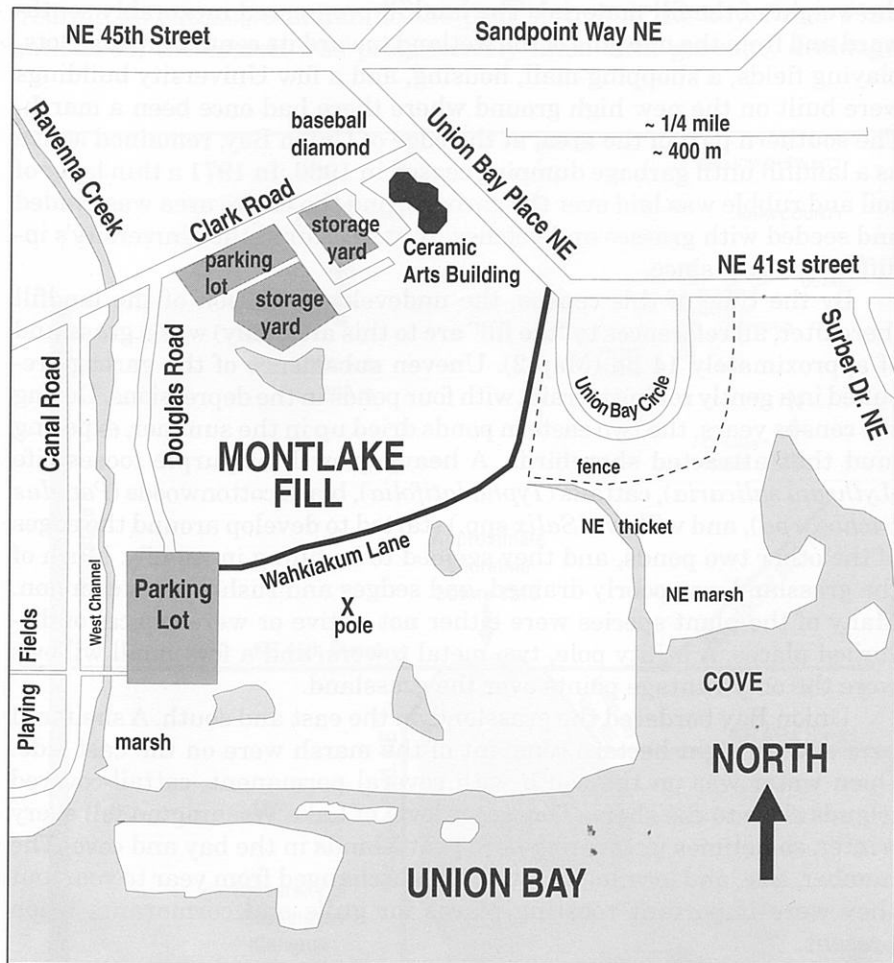 NE 45th Street
Sandpoint Way NE
Ravenna Creek
baseball
diamond
Union Bay Place NE
~ 1/4 mile
~ 400 m
Clark Road
storage
yard
Ceramic
Arts Building
parking
lot
storage
yard
NE 41st street
Surber Dr. NE
Canal Road
Douglas Road
Union Bay Circle
MONTLAKE
FILL
fence
NE thicket
Wahkiakum Lane
West Channel
Parking
Lot
X
pole
NE marsh
Playing Fields
COVE
marsh
NORTH
UNION BAY